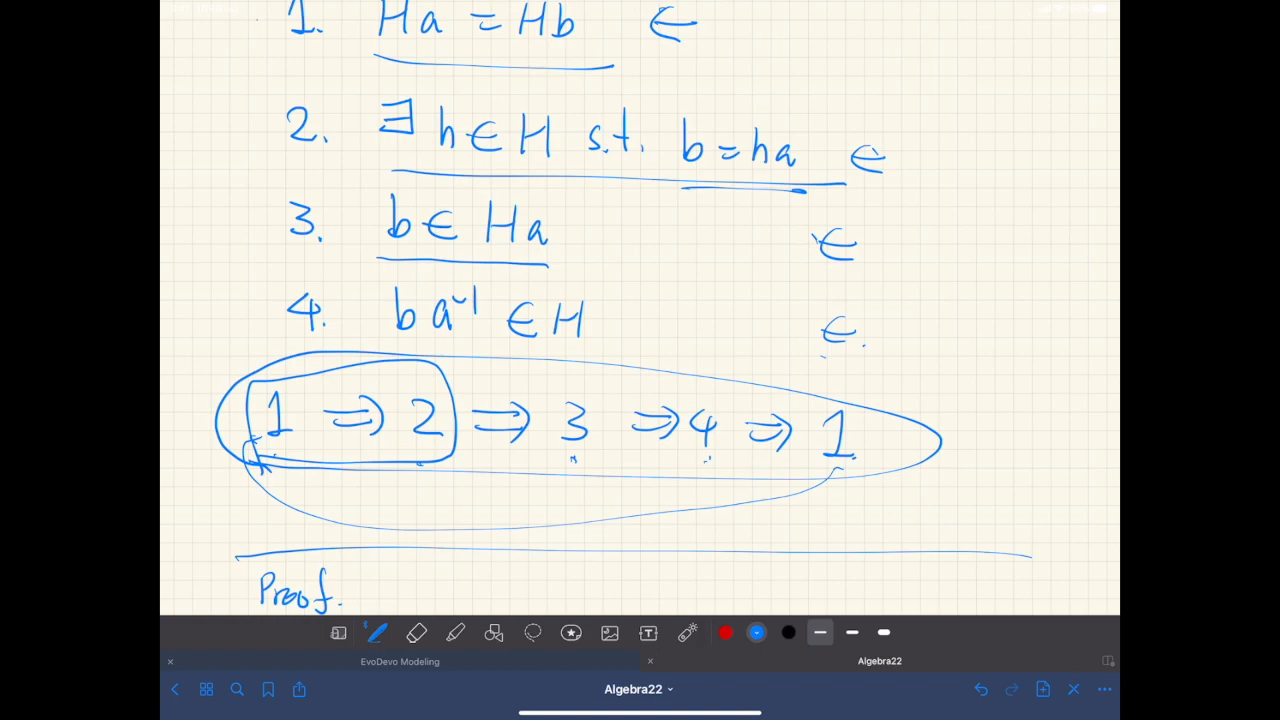 1. Ha = Hb ∈
2. ∃ h ∈ H s.t. b = ha ∈
3. b ∈ Ha ∈
4. b a⁻¹ ∈ H ∈
1 ⇒ 2 ⇒ 3 ⇒ 4 ⇒ 1
Proof.
EvoDevo Modeling
Algebra22
Algebra22